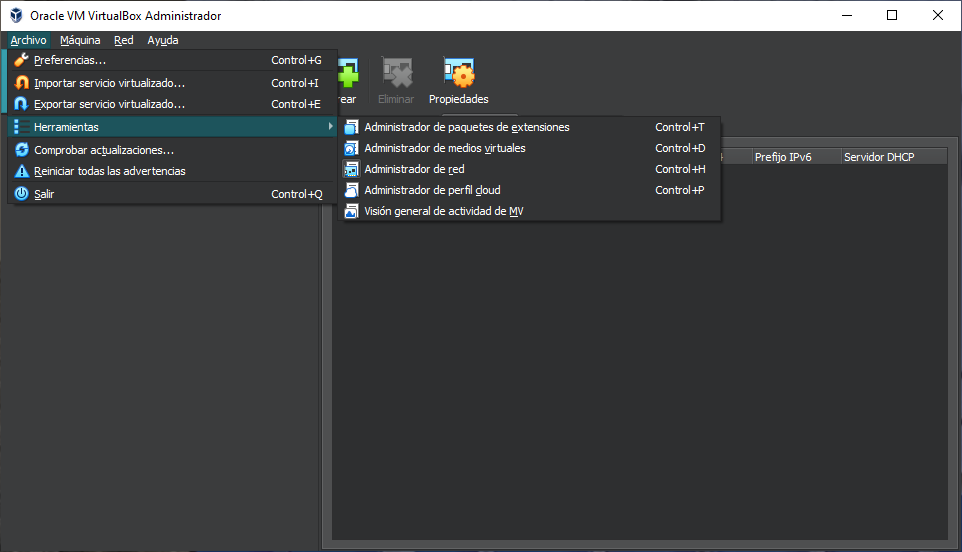 Oracle VM VirtualBox Administrador
Archivo Máquina Red Ayuda
Preferencias... Control+G
Importar servicio virtualizado... Control+I
Exportar servicio virtualizado... Control+E
Herramientas
Comprobar actualizaciones...
Reiniciar todas las advertencias
Salir Control+Q
Eliminar Propiedades
Administrador de paquetes de extensiones Control+T
Administrador de medios virtuales Control+D
Administrador de red Control+H
Administrador de perfil cloud Control+P
Visión general de actividad de MV
Prefijo IPv6 Servidor DHCP